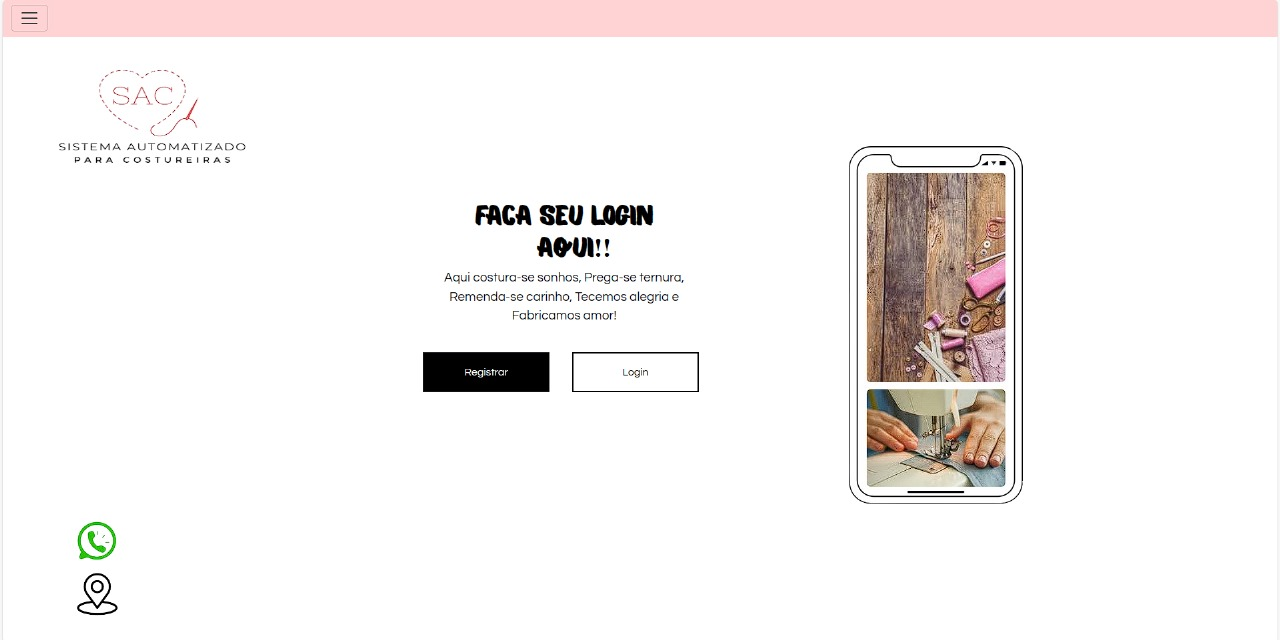 SAC
SISTEMA AUTOMATIZADO
PARA COSTUREIRAS
FACA SEU LOGIN
AQUI!!
Aqui costura-se sonhos, Prega-se ternura,
Remenda-se carinho, Tecemos alegria e
Fabricamos amor!
Registrar
Login